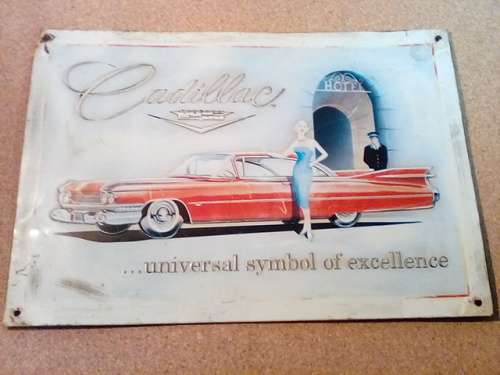 Cadillac
HOTEL
...universal symbol of excellence